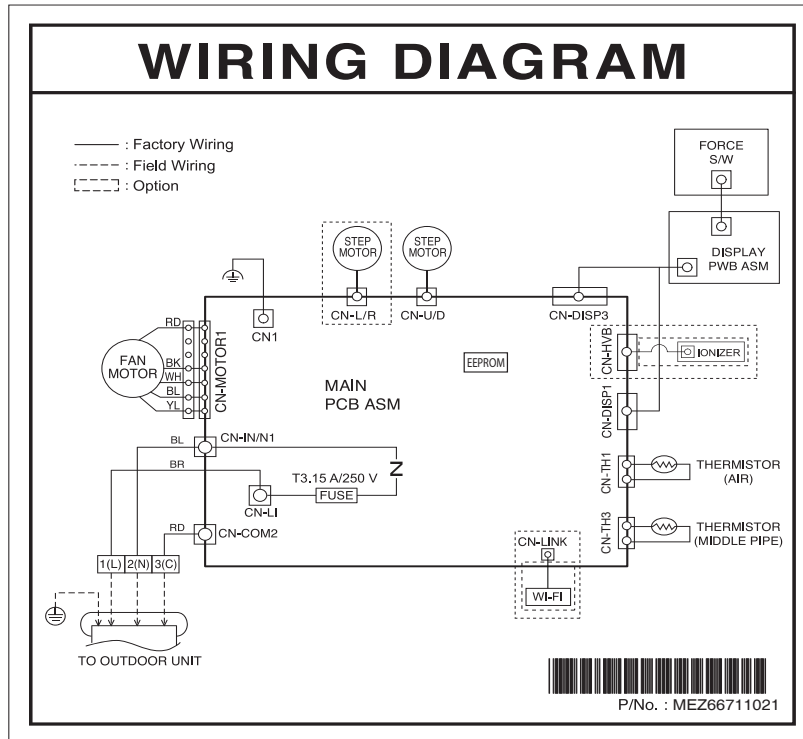 WIRING DIAGRAM
: Factory Wiring
: Field Wiring
: Option
FORCE
S/W
DISPLAY
PWB ASM
STEP
MOTOR
STEP
MOTOR
CN-L/R
CN-U/D
CN-DISP3
CN1
RD
BK
WH
BL
YL
FAN
MOTOR
CN-MOTOR1
MAIN
PCB ASM
EEPROM
CN-HVB
IONIZER
CN-DISP1
CN-TH1
THERMISTOR
(AIR)
CN-TH3
THERMISTOR
(MIDDLE PIPE)
BL
CN-IN/N1
BR
T3.15 A/250 V
FUSE
Z
CN-LI
RD
CN-COM2
CN-LINK
WI-FI
1(L) 2(N) 3(C)
TO OUTDOOR UNIT
P/No. : MEZ66711021